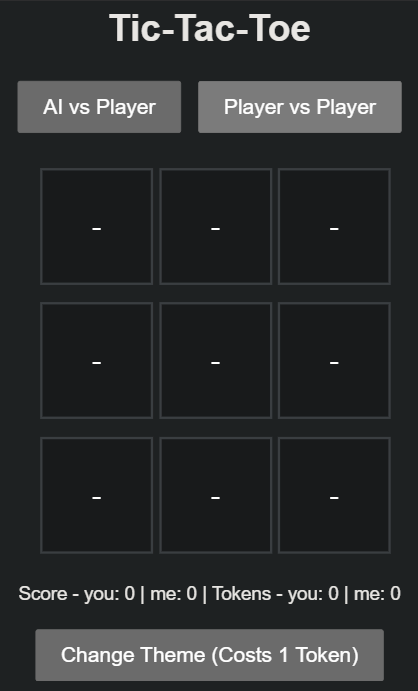 Tic-Tac-Toe
AI vs Player Player vs Player
- - -
- - -
- - -
Score - you: 0 | me: 0 | Tokens - you: 0 | me: 0
Change Theme (Costs 1 Token)